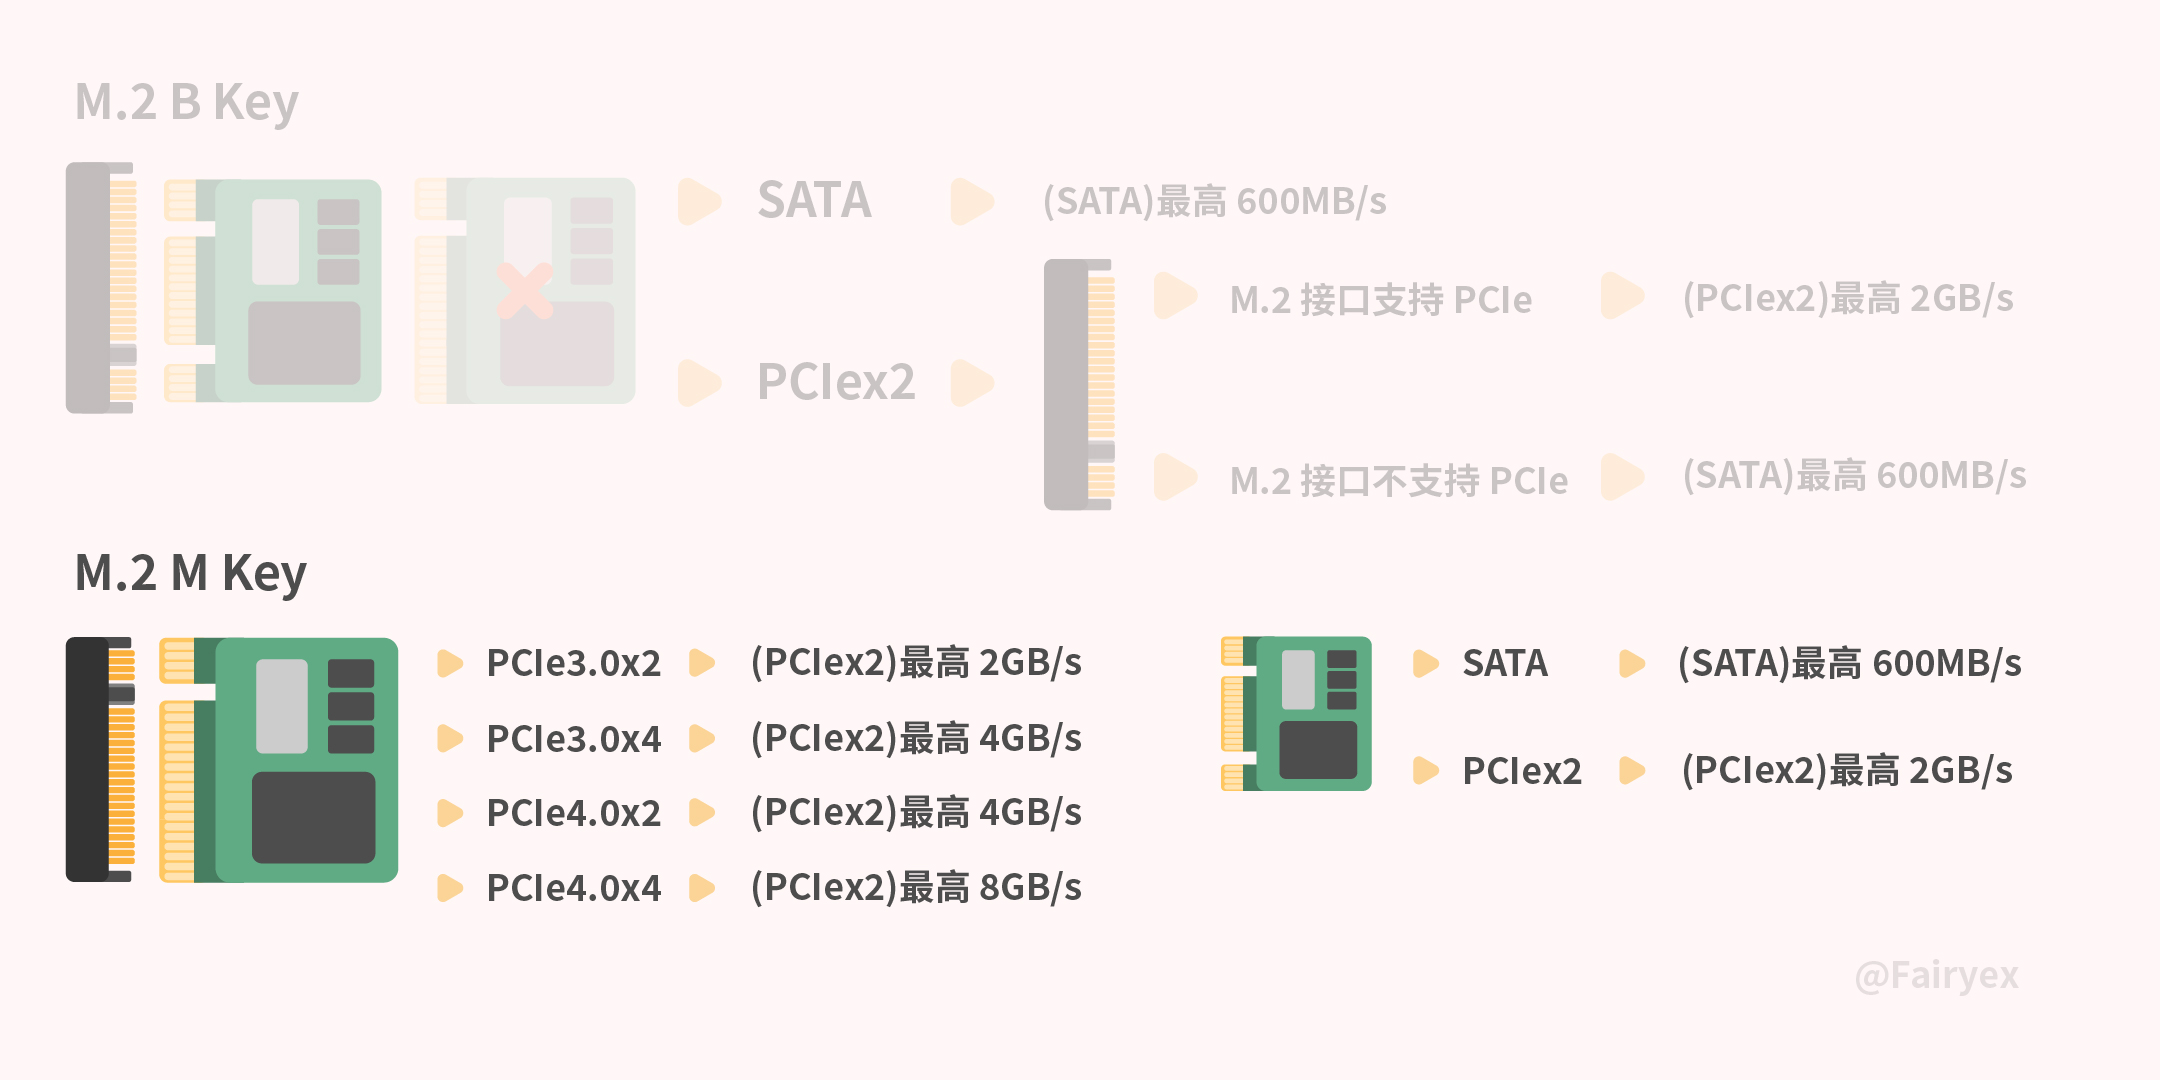 M.2 B Key
SATA
(SATA)最高 600MB/s
M.2 接口支持 PCIe
(PCIex2)最高 2GB/s
PCIex2
M.2 接口不支持 PCIe
(SATA)最高 600MB/s
M.2 M Key
PCIe3.0x2
(PCIex2)最高 2GB/s
PCIe3.0x4
(PCIex2)最高 4GB/s
PCIe4.0x2
(PCIex2)最高 4GB/s
PCIe4.0x4
(PCIex2)最高 8GB/s
SATA
(SATA)最高 600MB/s
PCIex2
(PCIex2)最高 2GB/s
@Fairyex